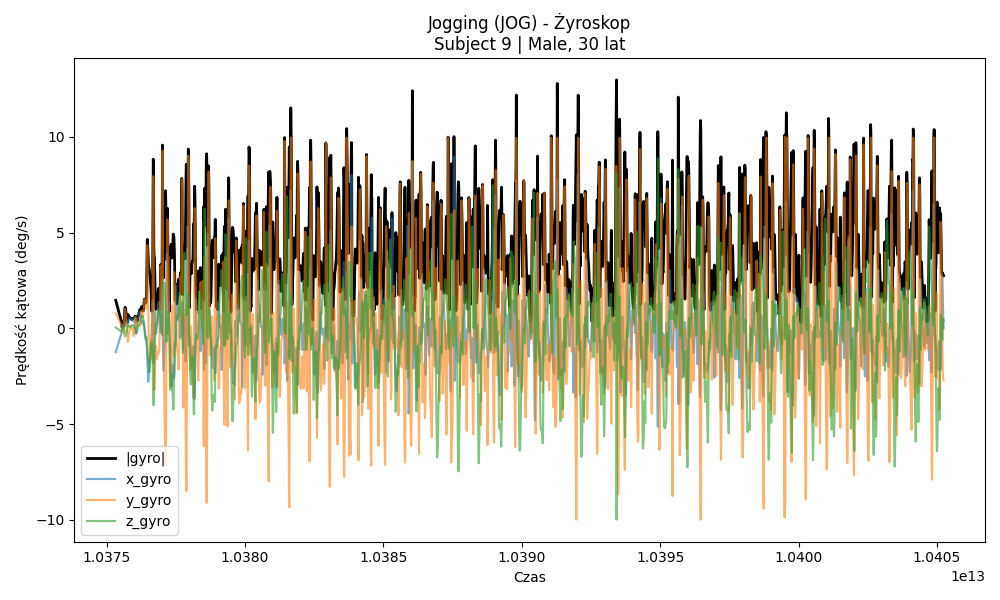 Jogging (JOG) - Żyroskop
Subject 9 | Male, 30 lat
Prędkość kątowa (deg/s)
10
5
0
−5
−10
|gyro|
x_gyro
y_gyro
z_gyro
1.0375
1.0380
1.0385
1.0390
1.0395
1.0400
1.0405
1e13
Czas